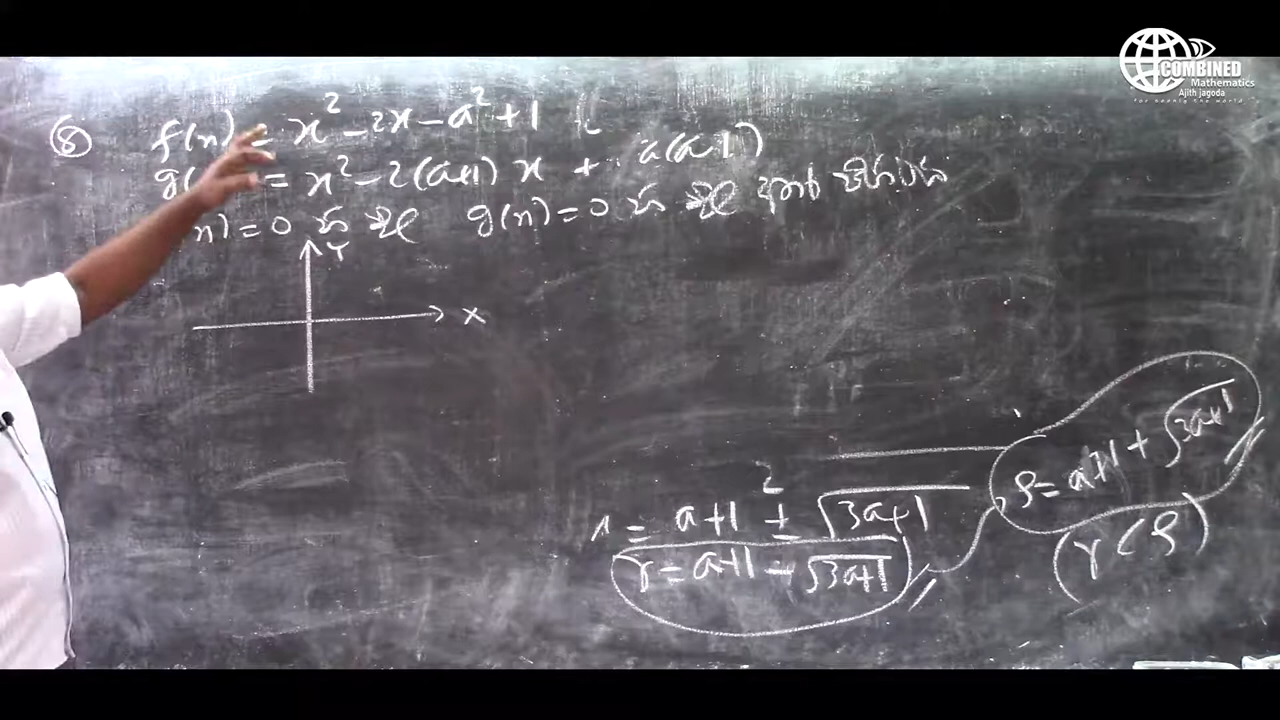 COMBINED
Mathematics
Ajith jagoda
⑧ f(x) = x² - 2x - a² + 1
g( = x² - 2(a+1) x + a(a-1)
x) = 0 හි මූල g(x) = 0 හි මූල අතර පිහිටයි
Y
X
x = a+1 ± √3a+1
γ = a+1 - √3a+1
δ = a+1 + √3a+1
(γ < δ)